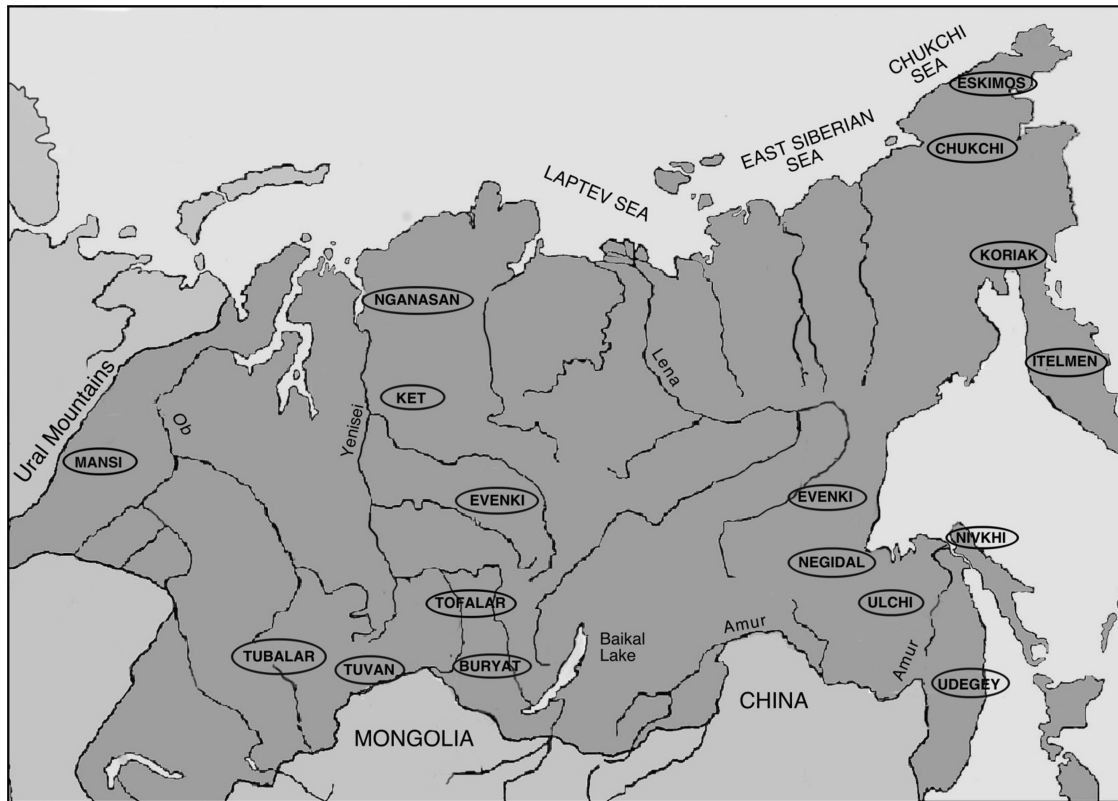 CHUKCHI
SEA
ESKIMOS
EAST SIBERIAN
SEA
CHUKCHI
LAPTEV SEA
KORIAK
NGANASAN
Lena
ITELMEN
Ural Mountains
Ob
Yenisei
KET
MANSI
EVENKI
EVENKI
NIVKHI
NEGIDAL
TOFALAR
ULCHI
Amur
Baikal
Lake
TUBALAR
TUVAN
BURYAT
Amur
UDEGEY
MONGOLIA
CHINA